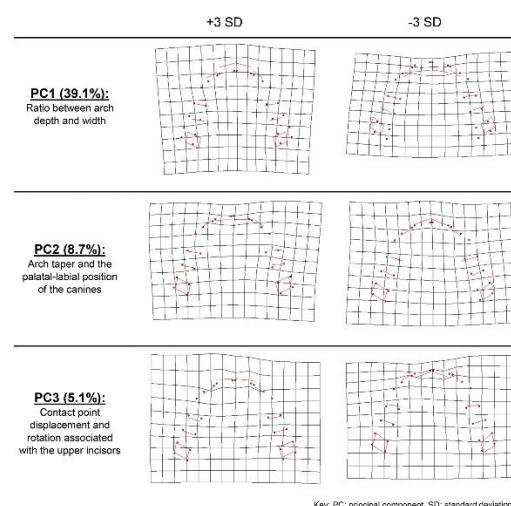 +3 SD
-3 SD
PC1 (39.1%):
Ratio between arch
depth and width
PC2 (8.7%):
Arch taper and the
palatal-labial position
of the canines
PC3 (5.1%):
Contact point
displacement and
rotation associated
with the upper incisors
Key: PC: principal component, SD: standard deviation